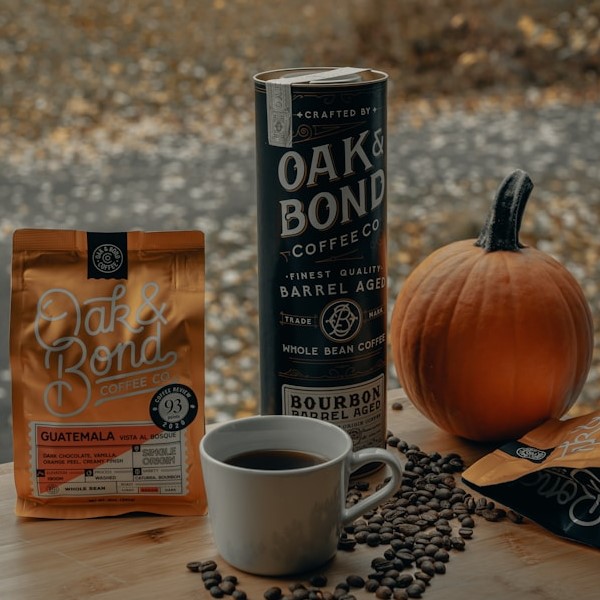 OAK & BOND
COFFEE
Oak &
Bond
COFFEE CO
COFFEE REVIEW
93
2020
GUATEMALA VISTA AL BOSQUE
DARK CHOCOLATE, VANILLA,
ORANGE PEEL, CREAMY FINISH
SINGLE
ORIGIN
WASHED
WHOLE BEAN
CRAFTED BY
OAK &
BOND
COFFEE CO
FINEST QUALITY
BARREL AGED
TRADE MARK
WHOLE BEAN COFFEE
BOURBON
BARREL AGED